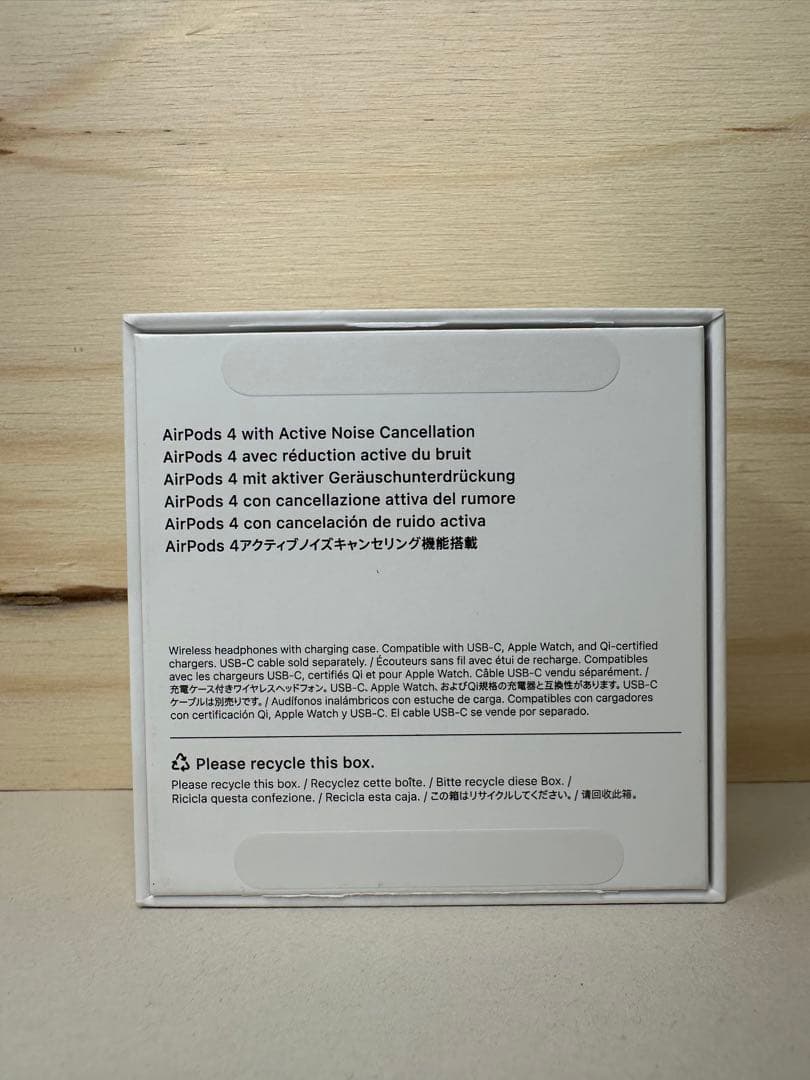 AirPods 4 with Active Noise Cancellation
AirPods 4 avec réduction active du bruit
AirPods 4 mit aktiver Geräuschunterdrückung
AirPods 4 con cancellazione attiva del rumore
AirPods 4 con cancelación de ruido activa
AirPods 4アクティブノイズキャンセリング機能搭載
Wireless headphones with charging case. Compatible with USB-C, Apple Watch, and Qi-certified
chargers. USB-C cable sold separately. / Écouteurs sans fil avec étui de recharge. Compatibles
avec les chargeurs USB-C, certifiés Qi et pour Apple Watch. Câble USB-C vendu séparément. /
充電ケース付きワイヤレスヘッドフォン。USB-C、Apple Watch、およびQi規格の充電器と互換性があります。USB-C
ケーブルは別売りです。/ Audífonos inalámbricos con estuche de carga. Compatibles con cargadores
con certificación Qi, Apple Watch y USB-C. El cable USB-C se vende por separado.
Please recycle this box.
Please recycle this box. / Recyclez cette boîte. / Bitte recycle diese Box. /
Ricicla questa confezione. / Recicla esta caja. / この箱はリサイクルしてください。/ 请回收此箱。